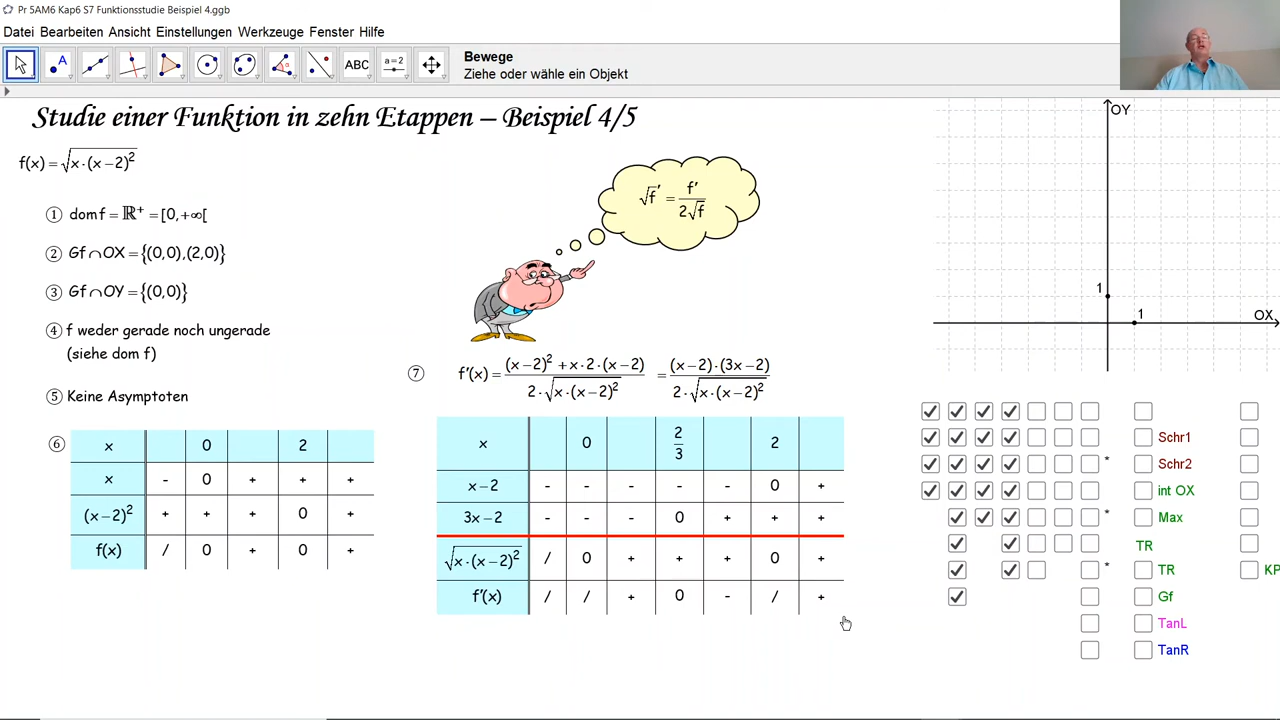 Pr 5AM6 Kap6 S7 Funktionsstudie Beispiel 4.ggb
Datei Bearbeiten Ansicht Einstellungen Werkzeuge Fenster Hilfe
A ABC a=2
Bewege
Ziehe oder wähle ein Objekt
Studie einer Funktion in zehn Etappen – Beispiel 4/5
f(x) = √(x·(x−2)²)
① dom f = ℝ⁺ = [0,+∞[
② Gf ∩ OX = {(0,0),(2,0)}
③ Gf ∩ OY = {(0,0)}
④ f weder gerade noch ungerade
(siehe dom f)
⑤ Keine Asymptoten
⑥
x 0 2
x - 0 + + +
(x−2)² + + + 0 +
f(x) / 0 + 0 +
√f ′ = f′ / 2√f
⑦ f′(x) = ((x−2)² + x·2·(x−2)) / (2·√(x·(x−2)²)) = ((x−2)·(3x−2)) / (2·√(x·(x−2)²))
x 0 2/3 2
x−2 - - - - - 0 +
3x−2 - - - 0 + + +
√(x·(x−2)²) / 0 + + + 0 +
f′(x) / / + 0 - / +
OY
1
1
OX
Schr1
* Schr2
int OX
* Max
TR
* TR KP
Gf
TanL
TanR